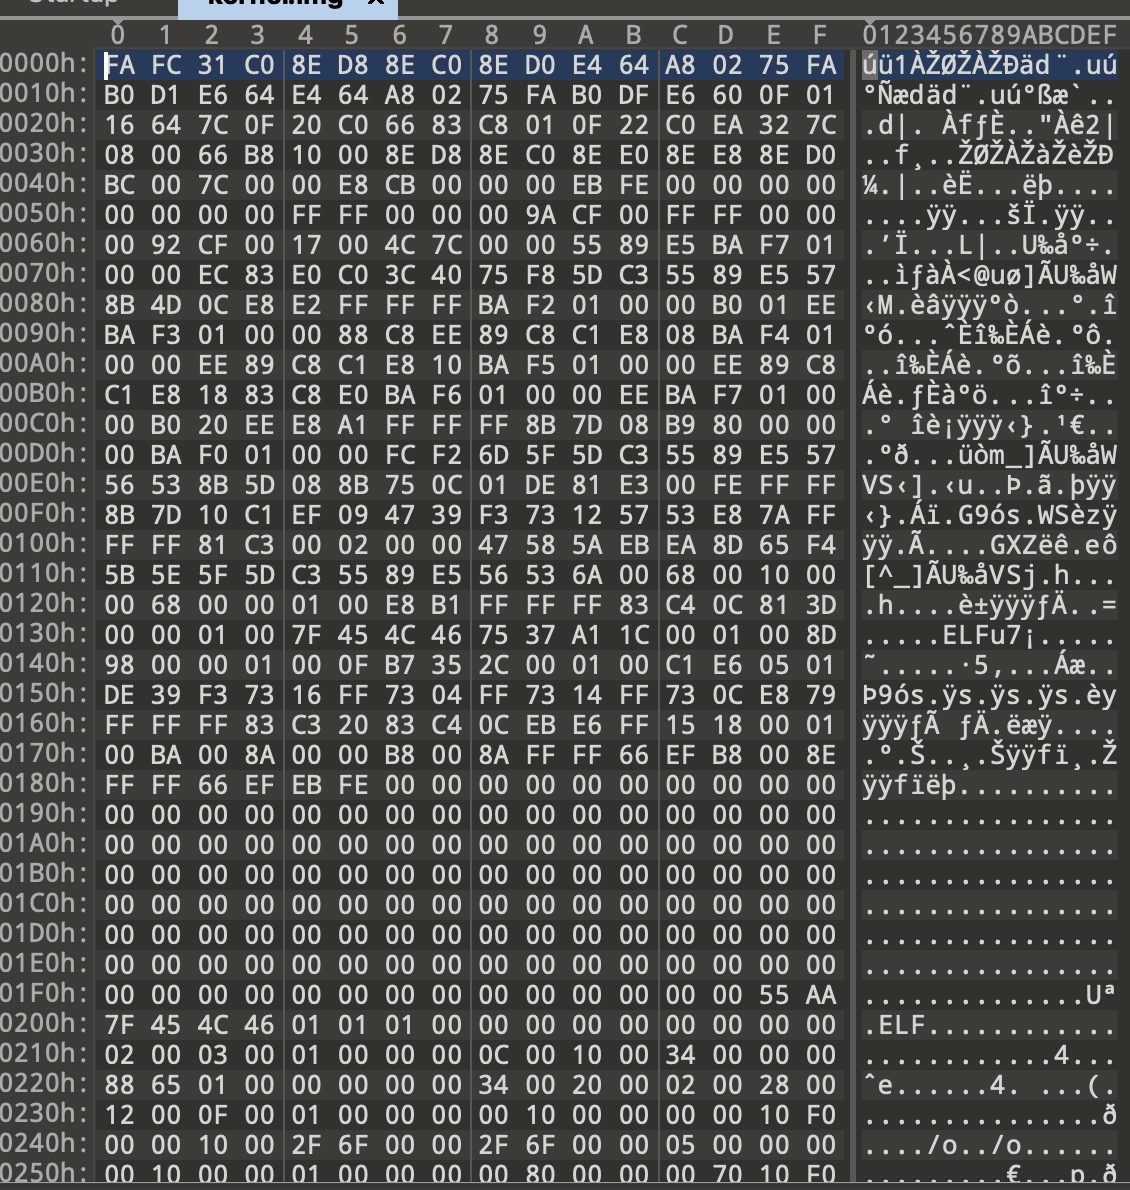 Startup kernel.img ×
0 1 2 3 4 5 6 7 8 9 A B C D E F 0123456789ABCDEF
0000h: FA FC 31 C0 8E D8 8E C0 8E D0 E4 64 A8 02 75 FA úü1ÀŽØŽÀŽÐäd¨.uú
0010h: B0 D1 E6 64 E4 64 A8 02 75 FA B0 DF E6 60 0F 01 °Ñædäd¨.uú°ßæ`..
0020h: 16 64 7C 0F 20 C0 66 83 C8 01 0F 22 C0 EA 32 7C .d|. ÀfƒÈ.."Àê2|
0030h: 08 00 66 B8 10 00 8E D8 8E C0 8E E0 8E E8 8E D0 ..f¸..ŽØŽÀŽàŽèŽÐ
0040h: BC 00 7C 00 00 E8 CB 00 00 00 EB FE 00 00 00 00 ¼.|..èË...ëþ....
0050h: 00 00 00 00 FF FF 00 00 00 9A CF 00 FF FF 00 00 ....ÿÿ...šÏ.ÿÿ..
0060h: 00 92 CF 00 17 00 4C 7C 00 00 55 89 E5 BA F7 01 .’Ï...L|..U‰åº÷.
0070h: 00 00 EC 83 E0 C0 3C 40 75 F8 5D C3 55 89 E5 57 ..ìƒàÀ<@uø]ÃU‰åW
0080h: 8B 4D 0C E8 E2 FF FF FF BA F2 01 00 00 B0 01 EE ‹M.èâÿÿÿºò...°.î
0090h: BA F3 01 00 00 88 C8 EE 89 C8 C1 E8 08 BA F4 01 ºó...ˆÈî‰ÈÁè.ºô.
00A0h: 00 00 EE 89 C8 C1 E8 10 BA F5 01 00 00 EE 89 C8 ..î‰ÈÁè.ºõ...î‰È
00B0h: C1 E8 18 83 C8 E0 BA F6 01 00 00 EE BA F7 01 00 Áè.ƒÈàºö...îº÷..
00C0h: 00 B0 20 EE E8 A1 FF FF FF 8B 7D 08 B9 80 00 00 .° îè¡ÿÿÿ‹}.¹€..
00D0h: 00 BA F0 01 00 00 FC F2 6D 5F 5D C3 55 89 E5 57 .ºð...üòm_]ÃU‰åW
00E0h: 56 53 8B 5D 08 8B 75 0C 01 DE 81 E3 00 FE FF FF VS‹].‹u..Þ.ã.þÿÿ
00F0h: 8B 7D 10 C1 EF 09 47 39 F3 73 12 57 53 E8 7A FF ‹}.Áï.G9ós.WSèzÿ
0100h: FF FF 81 C3 00 02 00 00 47 58 5A EB EA 8D 65 F4 ÿÿ.Ã....GXZëê.eô
0110h: 5B 5E 5F 5D C3 55 89 E5 56 53 6A 00 68 00 10 00 [^_]ÃU‰åVSj.h...
0120h: 00 68 00 00 01 00 E8 B1 FF FF FF 83 C4 0C 81 3D .h....è±ÿÿÿƒÄ..=
0130h: 00 00 01 00 7F 45 4C 46 75 37 A1 1C 00 01 00 8D .....ELFu7¡.....
0140h: 98 00 00 01 00 0F B7 35 2C 00 01 00 C1 E6 05 01 ˜.....·5,...Áæ..
0150h: DE 39 F3 73 16 FF 73 04 FF 73 14 FF 73 0C E8 79 Þ9ós.ÿs.ÿs.ÿs.èy
0160h: FF FF FF 83 C3 20 83 C4 0C EB E6 FF 15 18 00 01 ÿÿÿƒÃ ƒÄ.ëæÿ....
0170h: 00 BA 00 8A 00 00 B8 00 8A FF FF 66 EF B8 00 8E .º.Š..¸.Šÿÿfï¸.Ž
0180h: FF FF 66 EF EB FE 00 00 00 00 00 00 00 00 00 00 ÿÿfïëþ..........
0190h: 00 00 00 00 00 00 00 00 00 00 00 00 00 00 00 00 ................
01A0h: 00 00 00 00 00 00 00 00 00 00 00 00 00 00 00 00 ................
01B0h: 00 00 00 00 00 00 00 00 00 00 00 00 00 00 00 00 ................
01C0h: 00 00 00 00 00 00 00 00 00 00 00 00 00 00 00 00 ................
01D0h: 00 00 00 00 00 00 00 00 00 00 00 00 00 00 00 00 ................
01E0h: 00 00 00 00 00 00 00 00 00 00 00 00 00 00 00 00 ................
01F0h: 00 00 00 00 00 00 00 00 00 00 00 00 00 00 55 AA ..............Uª
0200h: 7F 45 4C 46 01 01 01 00 00 00 00 00 00 00 00 00 .ELF............
0210h: 02 00 03 00 01 00 00 00 0C 00 10 00 34 00 00 00 ............4...
0220h: 88 65 01 00 00 00 00 00 34 00 20 00 02 00 28 00 ˆe......4. ...(.
0230h: 12 00 0F 00 01 00 00 00 00 10 00 00 00 00 10 F0 ...............ð
0240h: 00 00 10 00 2F 6F 00 00 2F 6F 00 00 05 00 00 00 ..../o../o......
0250h: 00 10 00 00 01 00 00 00 00 80 00 00 00 70 10 F0 .........€...p.ð